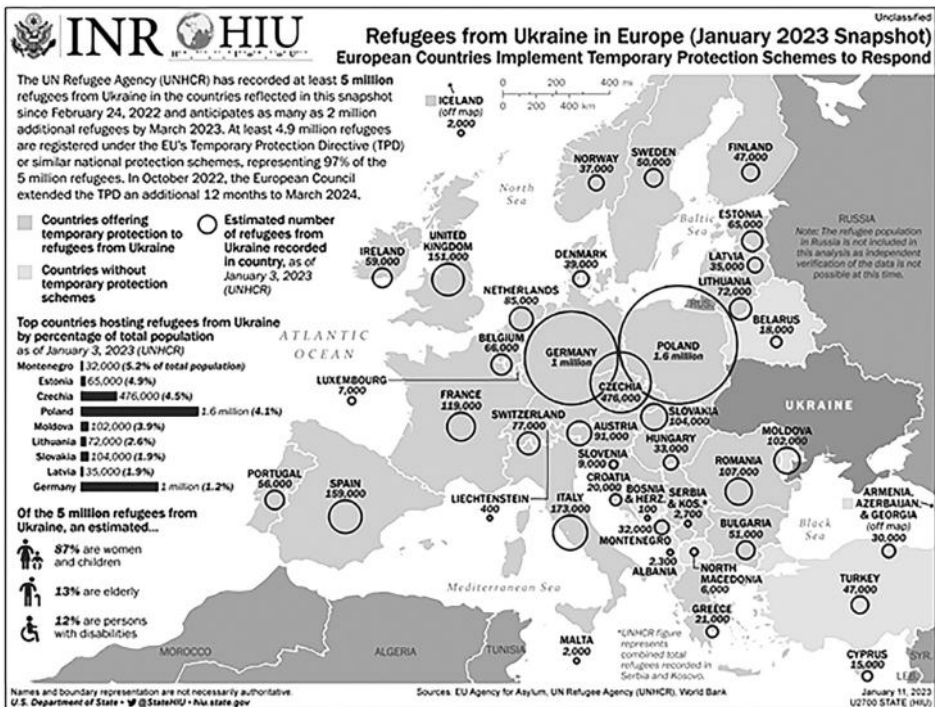 Unclassified
INR HIU
Refugees from Ukraine in Europe (January 2023 Snapshot)
European Countries Implement Temporary Protection Schemes to Respond
The UN Refugee Agency (UNHCR) has recorded at least 5 million
refugees from Ukraine in the countries reflected in this snapshot
since February 24, 2022 and anticipates as many as 2 million
additional refugees by March 2023. At least 4.9 million refugees
are registered under the EU's Temporary Protection Directive (TPD)
or similar national protection schemes, representing 97% of the
5 million refugees. In October 2022, the European Council
extended the TPD an additional 12 months to March 2024.
Countries offering
temporary protection to
refugees from Ukraine
Countries without
temporary protection
schemes
Estimated number
of refugees from
Ukraine recorded
in country, as of
January 3, 2023
(UNHCR)
Top countries hosting refugees from Ukraine
by percentage of total population
as of January 3, 2023 (UNHCR)
Montenegro 32,000 (5.2% of total population)
Estonia 65,000 (4.9%)
Czechia 476,000 (4.5%)
Poland 1.6 million (4.1%)
Moldova 102,000 (3.9%)
Lithuania 72,000 (2.6%)
Slovakia 104,000 (1.9%)
Latvia 35,000 (1.9%)
Germany 1 million (1.2%)
Of the 5 million refugees from
Ukraine, an estimated...
87% are women
and children
13% are elderly
12% are persons
with disabilities
0 200 400 mi
0 200 400 km
ICELAND
(off map)
2,000
NORWAY
37,000
SWEDEN
50,000
FINLAND
47,000
North
Sea
Baltic
Sea
ESTONIA
65,000
LATVIA
35,000
LITHUANIA
72,000
RUSSIA
Note: The refugee population
in Russia is not included in
this analysis as independent
verification of the data is not
possible at this time.
RUS.
BELARUS
18,000
IRELAND
59,000
UNITED
KINGDOM
151,000
DENMARK
39,000
NETHERLANDS
85,000
BELGIUM
66,000
GERMANY
1 million
POLAND
1.6 million
CZECHIA
476,000
ATLANTIC
OCEAN
LUXEMBOURG
7,000
FRANCE
119,000
SWITZERLAND
77,000
AUSTRIA
91,000
SLOVAKIA
104,000
UKRAINE
HUNGARY
33,000
MOLDOVA
102,000
SLOVENIA
9,000
CROATIA
20,000
ROMANIA
107,000
PORTUGAL
56,000
SPAIN
159,000
LIECHTENSTEIN
400
ITALY
173,000
BOSNIA
& HERZ.
100
SERBIA
& KOS.*
2,700
32,000
MONTENEGRO
BULGARIA
51,000
Black
Sea
ARMENIA,
AZERBAIJAN,
& GEORGIA
(off map)
30,000
2,300
ALBANIA
NORTH
MACEDONIA
6,000
Mediterranean Sea
TURKEY
47,000
GREECE
21,000
MALTA
2,000
*UNHCR figure
represents
combined total
refugees recorded in
Serbia and Kosovo.
CYPRUS
15,000
SYR.
LEB.
MOROCCO
ALGERIA
TUNISIA
Names and boundary representation are not necessarily authoritative.
U.S. Department of State • @StateHIU • hiu.state.gov
Sources: EU Agency for Asylum, UN Refugee Agency (UNHCR), World Bank
January 11, 2023
U2700 STATE (HIU)